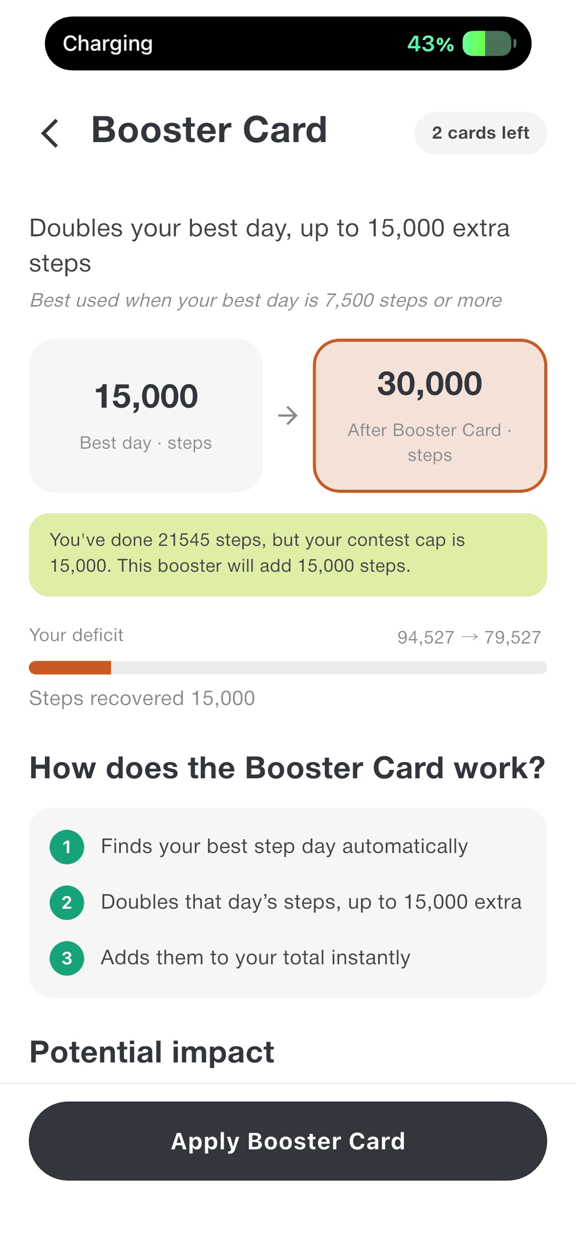 Charging 43%
Booster Card
2 cards left
Doubles your best day, up to 15,000 extra
steps
Best used when your best day is 7,500 steps or more
15,000
Best day · steps
→
30,000
After Booster Card ·
steps
You've done 21545 steps, but your contest cap is
15,000. This booster will add 15,000 steps.
Your deficit 94,527 → 79,527
Steps recovered 15,000
How does the Booster Card work?
1 Finds your best step day automatically
2 Doubles that day’s steps, up to 15,000 extra
3 Adds them to your total instantly
Potential impact
Apply Booster Card